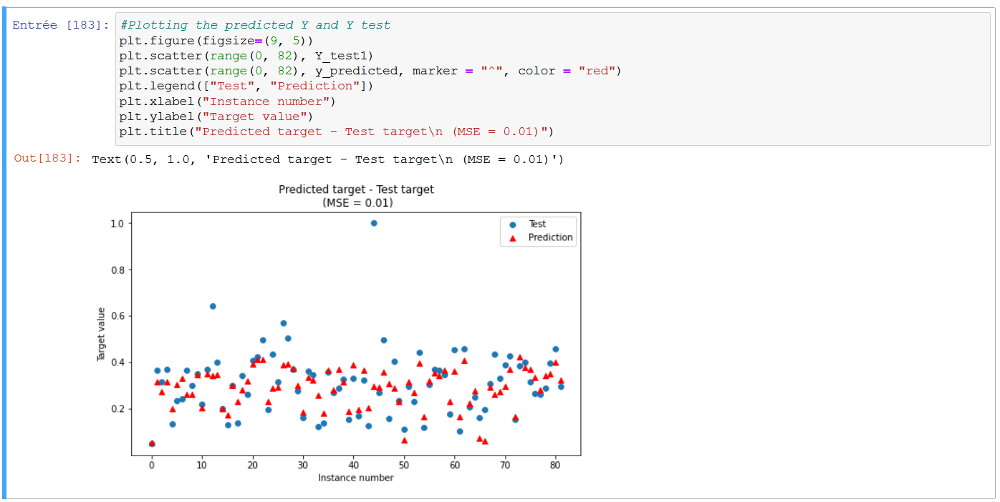 Entrée [183]: #Plotting the predicted Y and Y test
plt.figure(figsize=(9, 5))
plt.scatter(range(0, 82), Y_test1)
plt.scatter(range(0, 82), y_predicted, marker = "^", color = "red")
plt.legend(["Test", "Prediction"])
plt.xlabel("Instance number")
plt.ylabel("Target value")
plt.title("Predicted target - Test target\n (MSE = 0.01)")
Out[183]: Text(0.5, 1.0, 'Predicted target - Test target\n (MSE = 0.01)')
Predicted target - Test target
(MSE = 0.01)
Test
Prediction
Target value
1.0
0.8
0.6
0.4
0.2
0 10 20 30 40 50 60 70 80
Instance number